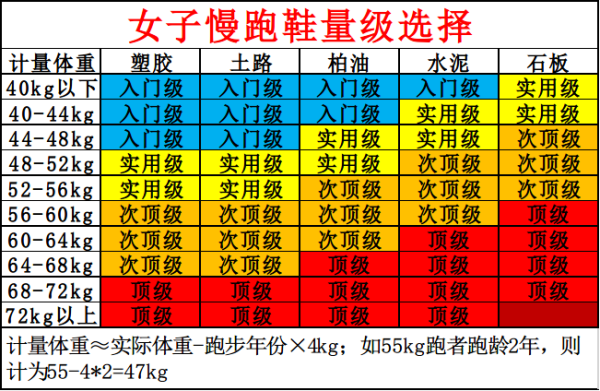 女子慢跑鞋量级选择
计量体重 塑胶 土路 柏油 水泥 石板
40kg以下 入门级 入门级 入门级 入门级 实用级
40-44kg 入门级 入门级 入门级 实用级 实用级
44-48kg 入门级 入门级 实用级 实用级 次顶级
48-52kg 实用级 实用级 实用级 次顶级 次顶级
52-56kg 实用级 实用级 次顶级 次顶级 次顶级
56-60kg 次顶级 次顶级 次顶级 次顶级 顶级
60-64kg 次顶级 次顶级 次顶级 顶级 顶级
64-68kg 次顶级 次顶级 顶级 顶级 顶级
68-72kg 顶级 顶级 顶级 顶级 顶级
72kg以上 顶级 顶级 顶级 顶级
计量体重≈实际体重-跑步年份×4kg；如55kg跑者跑龄2年，则
计为55-4*2=47kg